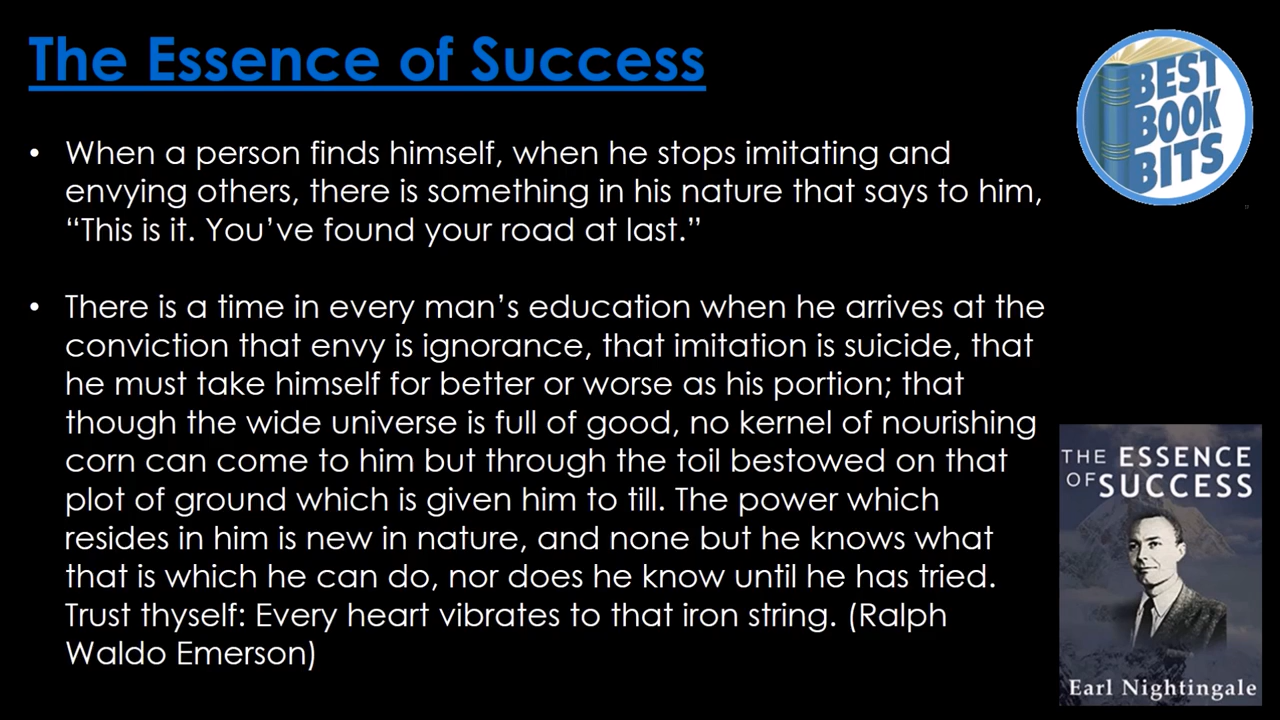 The Essence of Success
BEST
BOOK
BITS
• When a person finds himself, when he stops imitating and
envying others, there is something in his nature that says to him,
“This is it. You’ve found your road at last.”
• There is a time in every man’s education when he arrives at the
conviction that envy is ignorance, that imitation is suicide, that
he must take himself for better or worse as his portion; that
though the wide universe is full of good, no kernel of nourishing
corn can come to him but through the toil bestowed on that
plot of ground which is given him to till. The power which
resides in him is new in nature, and none but he knows what
that is which he can do, nor does he know until he has tried.
Trust thyself: Every heart vibrates to that iron string. (Ralph
Waldo Emerson)
THE ESSENCE
OF SUCCESS
Earl Nightingale